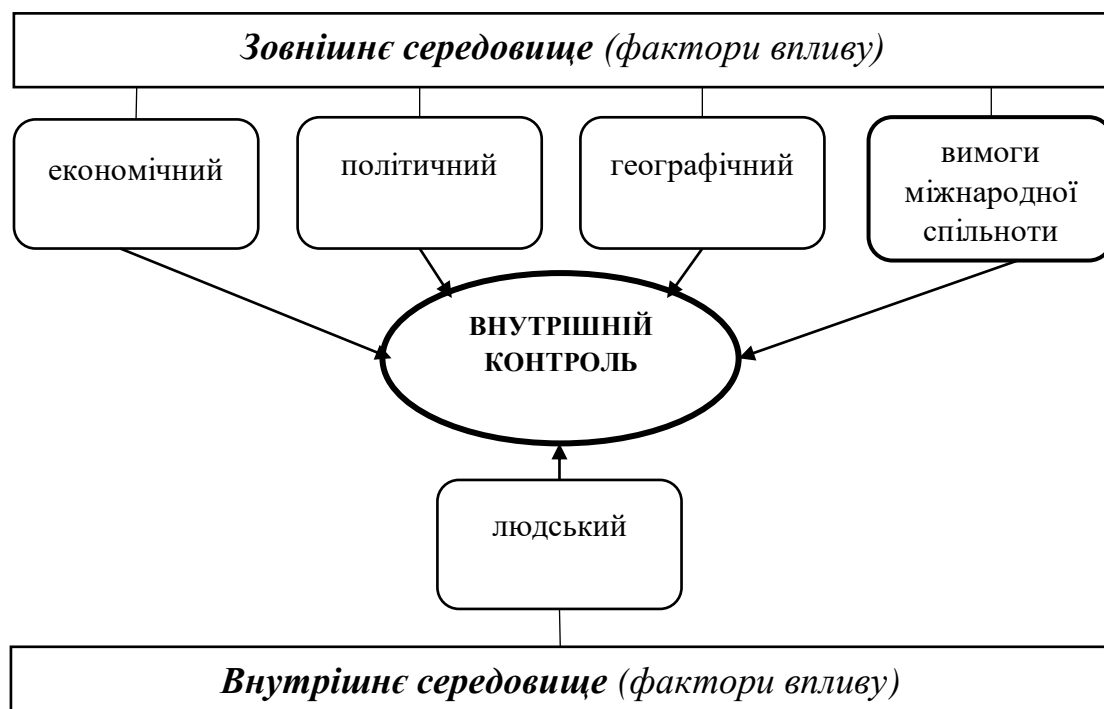 Зовнішнє середовище (фактори впливу)
економічний
політичний
географічний
вимоги
міжнародної
спільноти
ВНУТРІШНІЙ
КОНТРОЛЬ
людський
Внутрішнє середовище (фактори впливу)